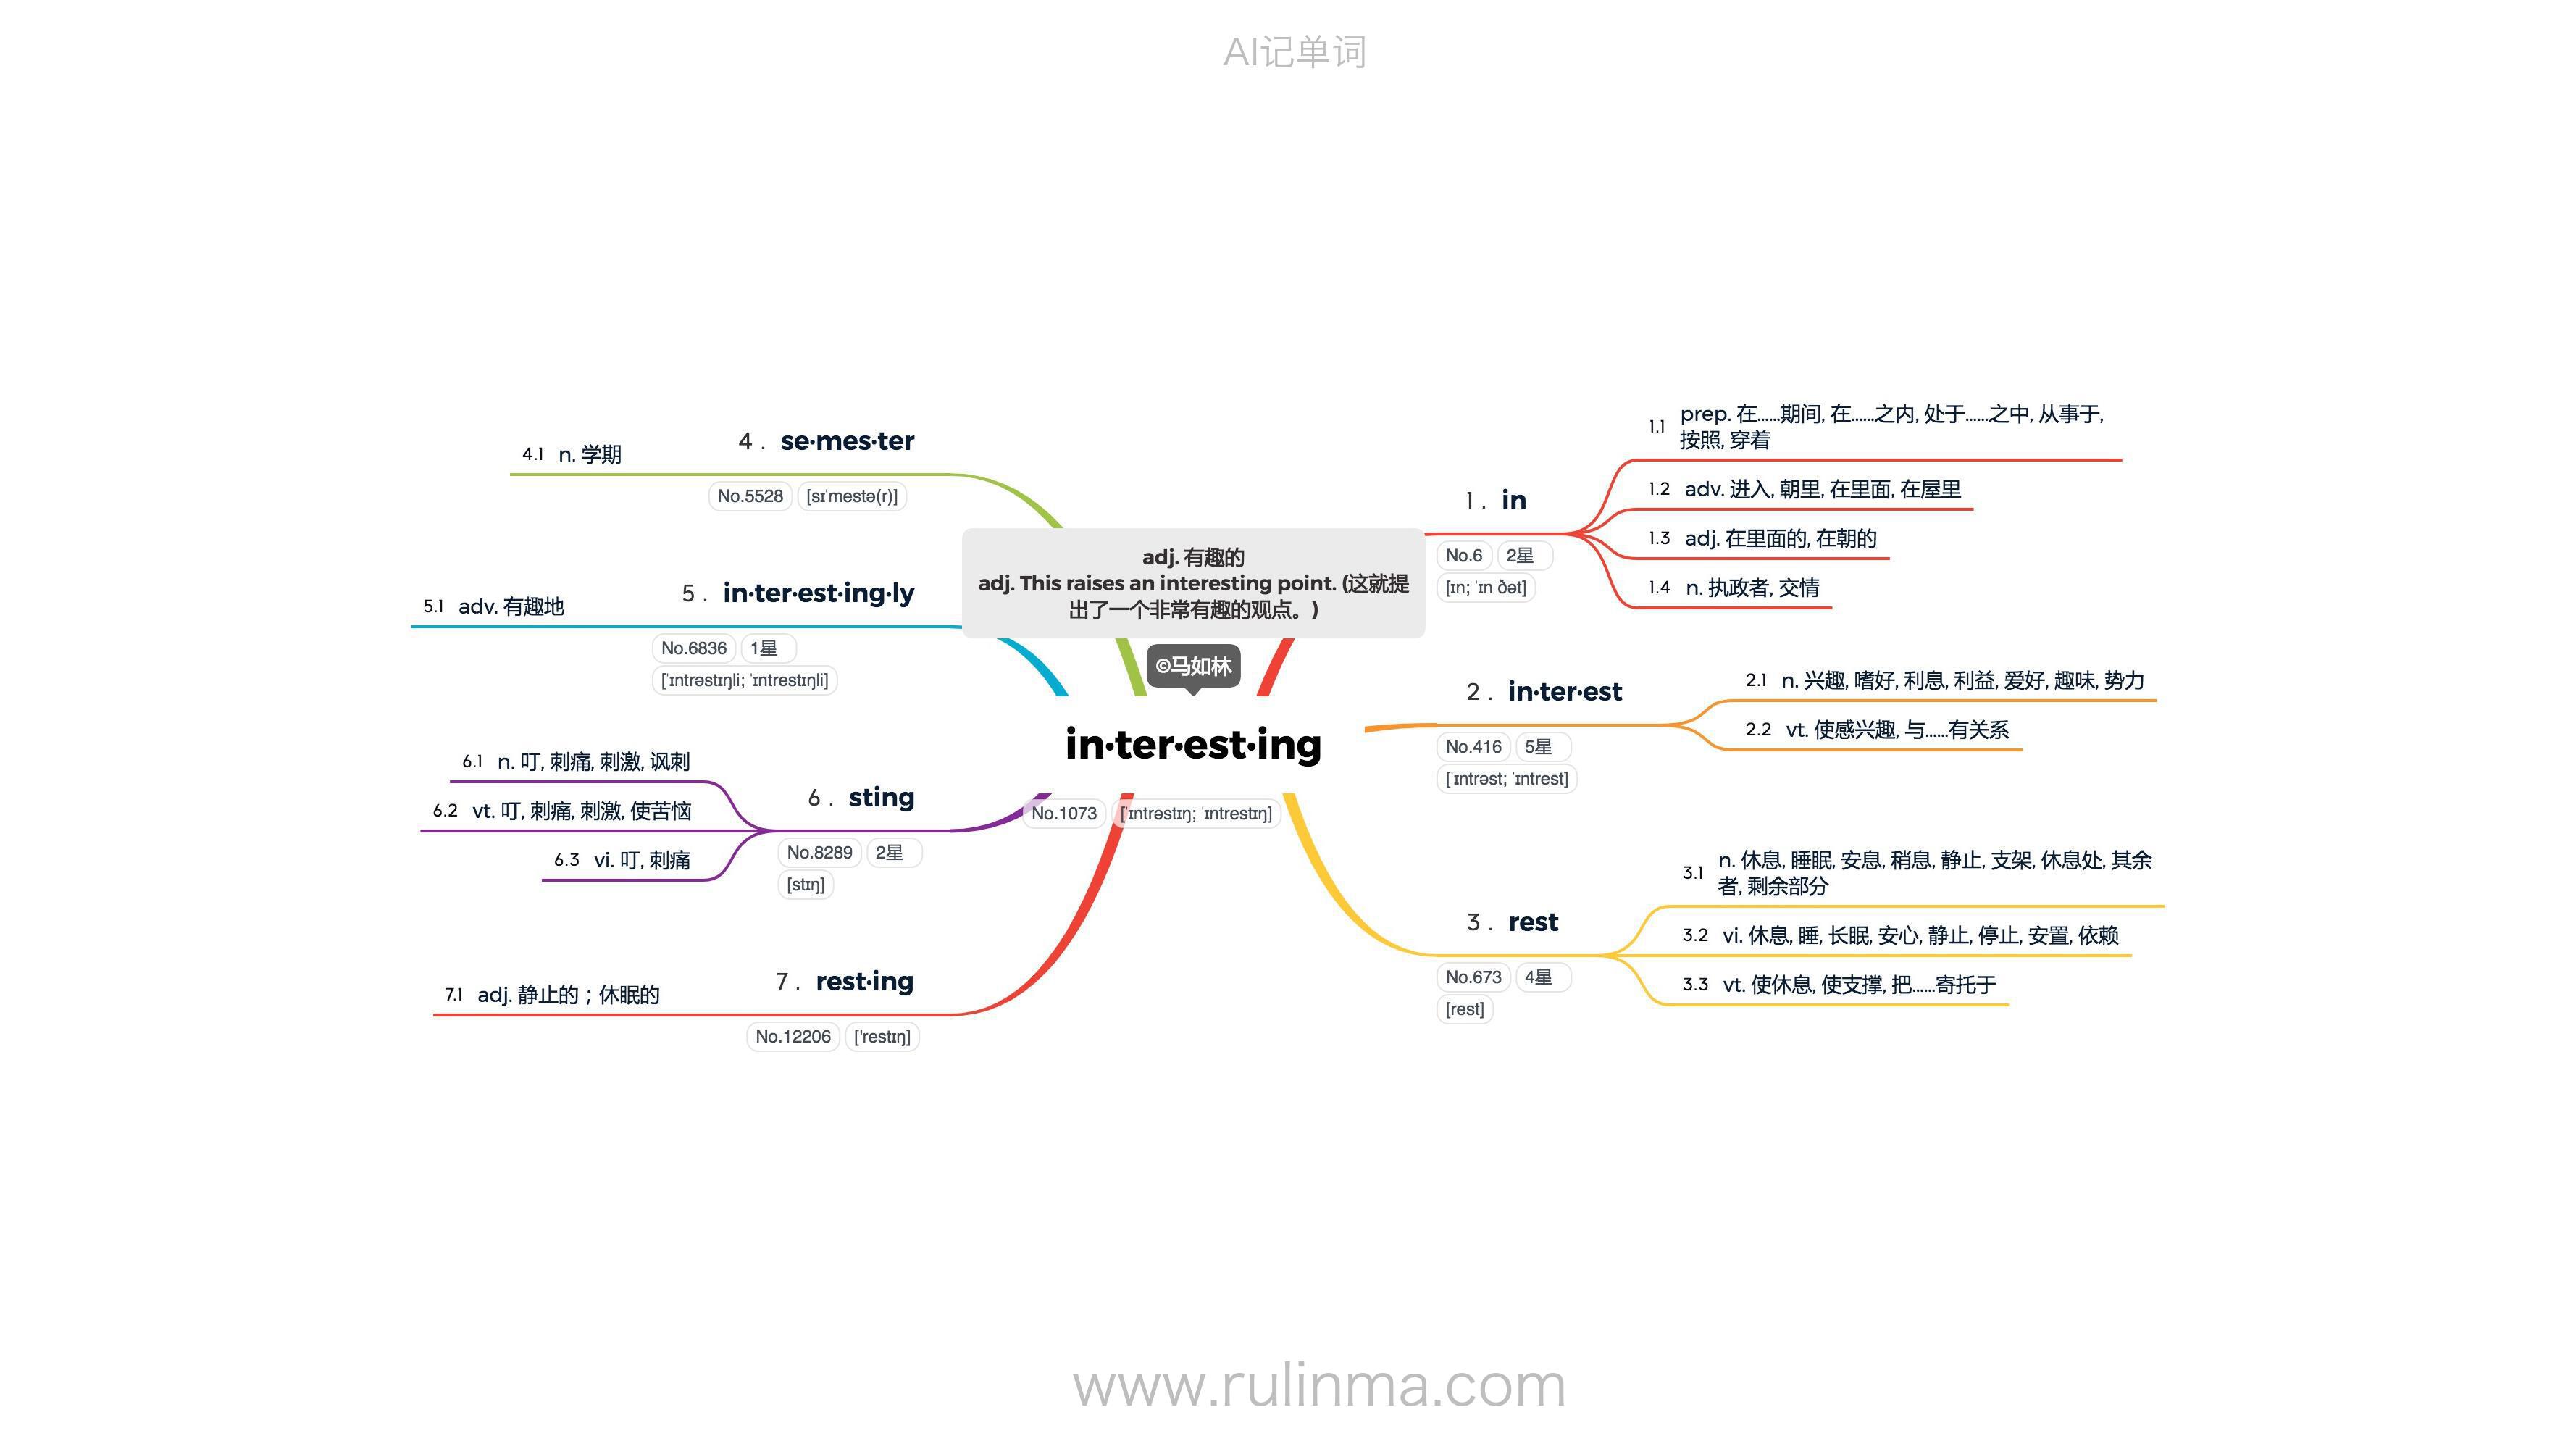 AI记单词
adj. 有趣的
adj. This raises an interesting point. (这就提
出了一个非常有趣的观点。)
©马如林
in·ter·est·ing
No.1073 [ˈɪntrəstɪŋ; ˈɪntrestɪŋ]
1 . in
No.6 2星
[ɪn; ˈɪn ðət]
1.1 prep. 在……期间, 在……之内, 处于……之中, 从事于,
按照, 穿着
1.2 adv. 进入, 朝里, 在里面, 在屋里
1.3 adj. 在里面的, 在朝的
1.4 n. 执政者, 交情
2 . in·ter·est
No.416 5星
[ˈɪntrəst; ˈɪntrest]
2.1 n. 兴趣, 嗜好, 利息, 利益, 爱好, 趣味, 势力
2.2 vt. 使感兴趣, 与……有关系
3 . rest
No.673 4星
[rest]
3.1 n. 休息, 睡眠, 安息, 稍息, 静止, 支架, 休息处, 其余
者, 剩余部分
3.2 vi. 休息, 睡, 长眠, 安心, 静止, 停止, 安置, 依赖
3.3 vt. 使休息, 使支撑, 把……寄托于
4 . se·mes·ter
No.5528 [sɪˈmestə(r)]
4.1 n. 学期
5 . in·ter·est·ing·ly
No.6836 1星
[ˈɪntrəstɪŋli; ˈɪntrestɪŋli]
5.1 adv. 有趣地
6 . sting
No.8289 2星
[stɪŋ]
6.1 n. 叮, 刺痛, 刺激, 讽刺
6.2 vt. 叮, 刺痛, 刺激, 使苦恼
6.3 vi. 叮, 刺痛
7 . rest·ing
No.12206 ['restɪŋ]
7.1 adj. 静止的；休眠的
www.rulinma.com